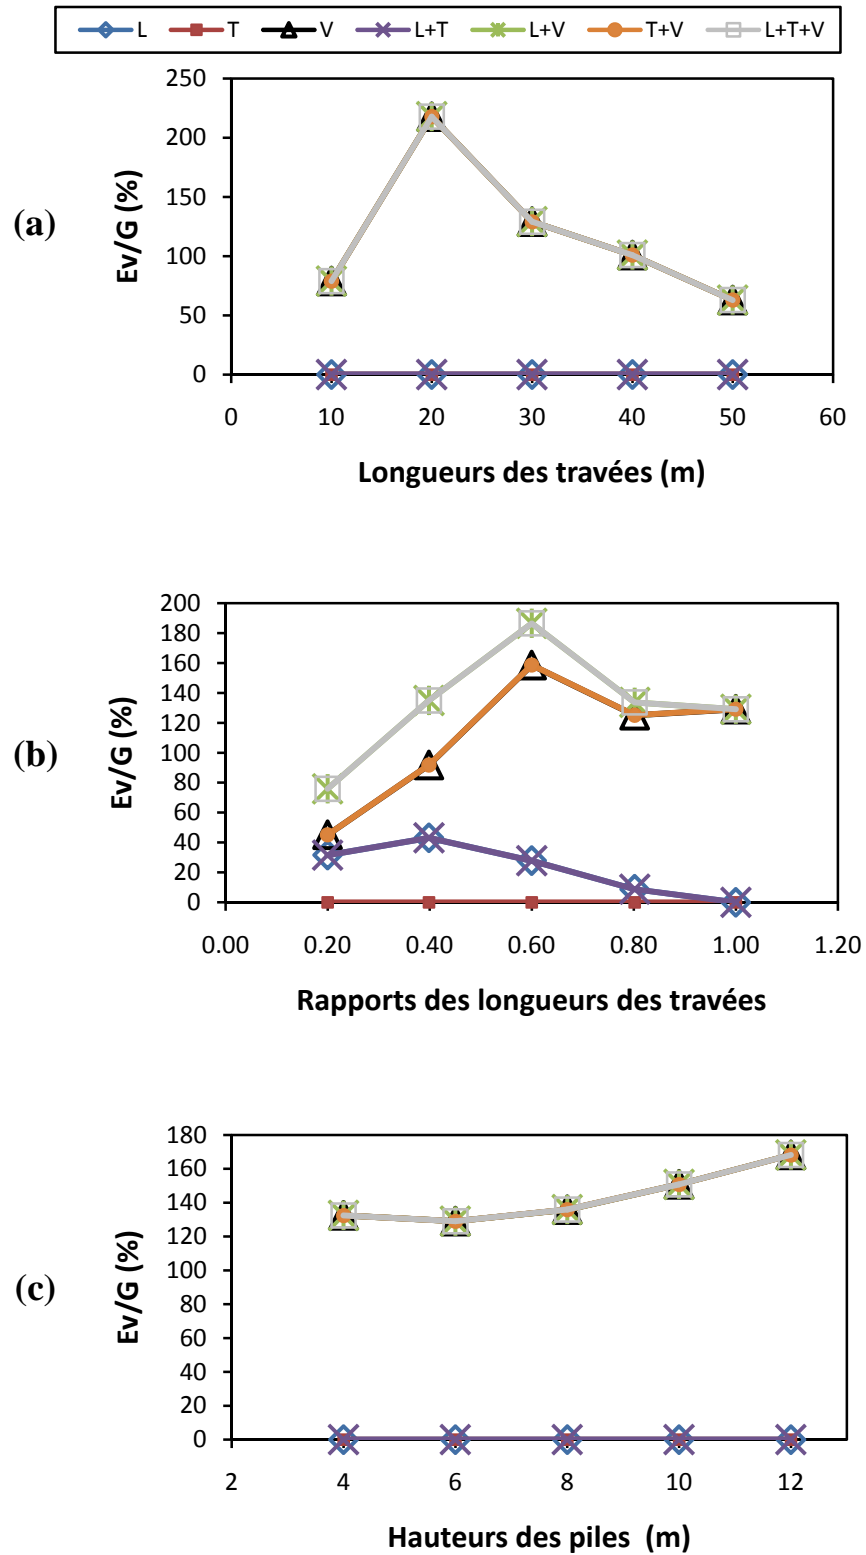 L T V L+T L+V T+V L+T+V
(a)
Ev/G (%)
250
200
150
100
50
0
0 10 20 30 40 50 60
Longueurs des travées (m)
(b)
Ev/G (%)
200
180
160
140
120
100
80
60
40
20
0
0.00 0.20 0.40 0.60 0.80 1.00 1.20
Rapports des longueurs des travées
(c)
Ev/G (%)
180
160
140
120
100
80
60
40
20
0
2 4 6 8 10 12
Hauteurs des piles (m)